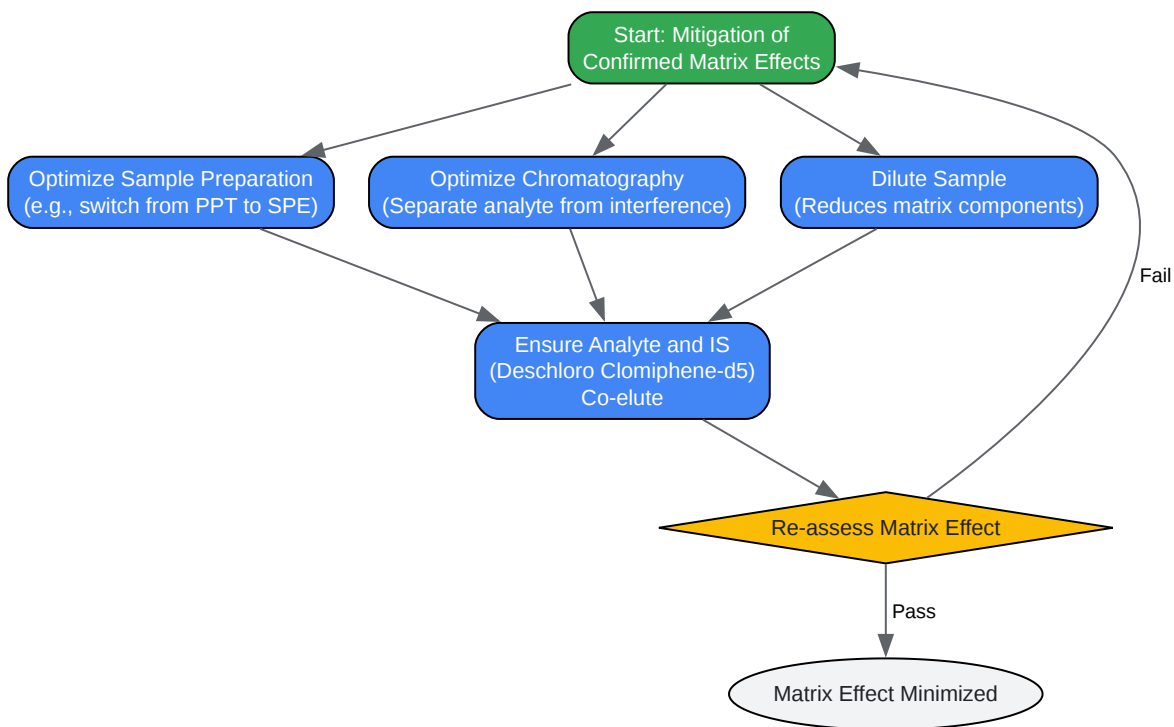 Start: Mitigation of
Confirmed Matrix Effects
Optimize Sample Preparation
(e.g., switch from PPT to SPE)
Optimize Chromatography
(Separate analyte from interference)
Dilute Sample
(Reduces matrix components)
Fail
Ensure Analyte and IS
(Deschloro Clomiphene-d5)
Co-elute
Re-assess Matrix Effect
Pass
Matrix Effect Minimized